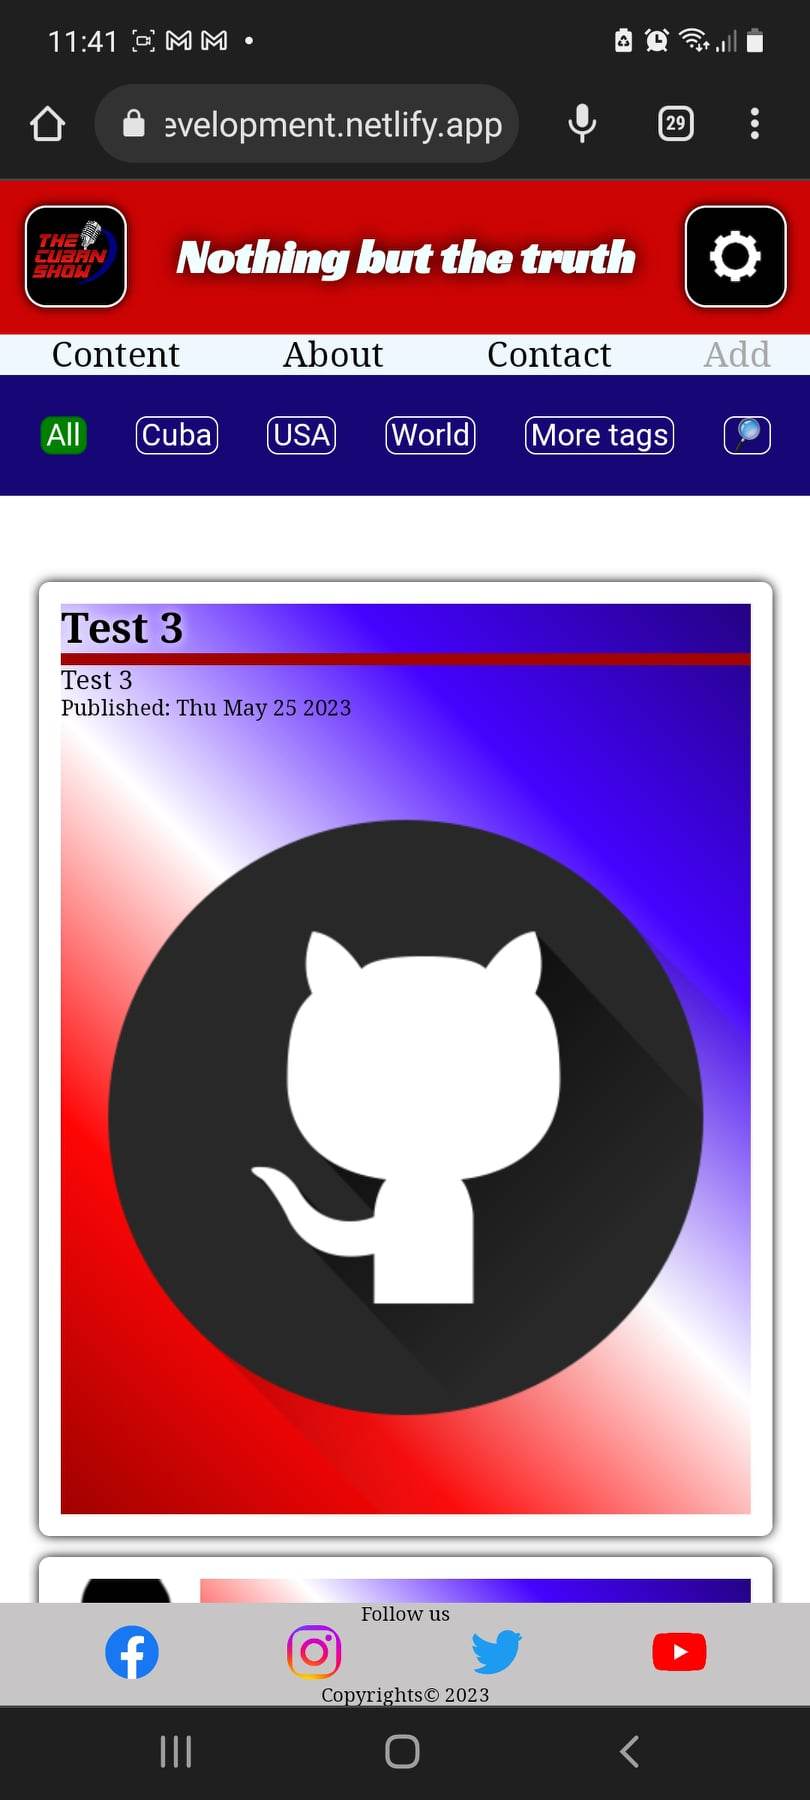 11:41
evelopment.netlify.app
29
THE
CUBAN
SHOW
Nothing but the truth
Content About Contact Add
All Cuba USA World More tags
Test 3
Test 3
Published: Thu May 25 2023
Follow us
Copyrights© 2023